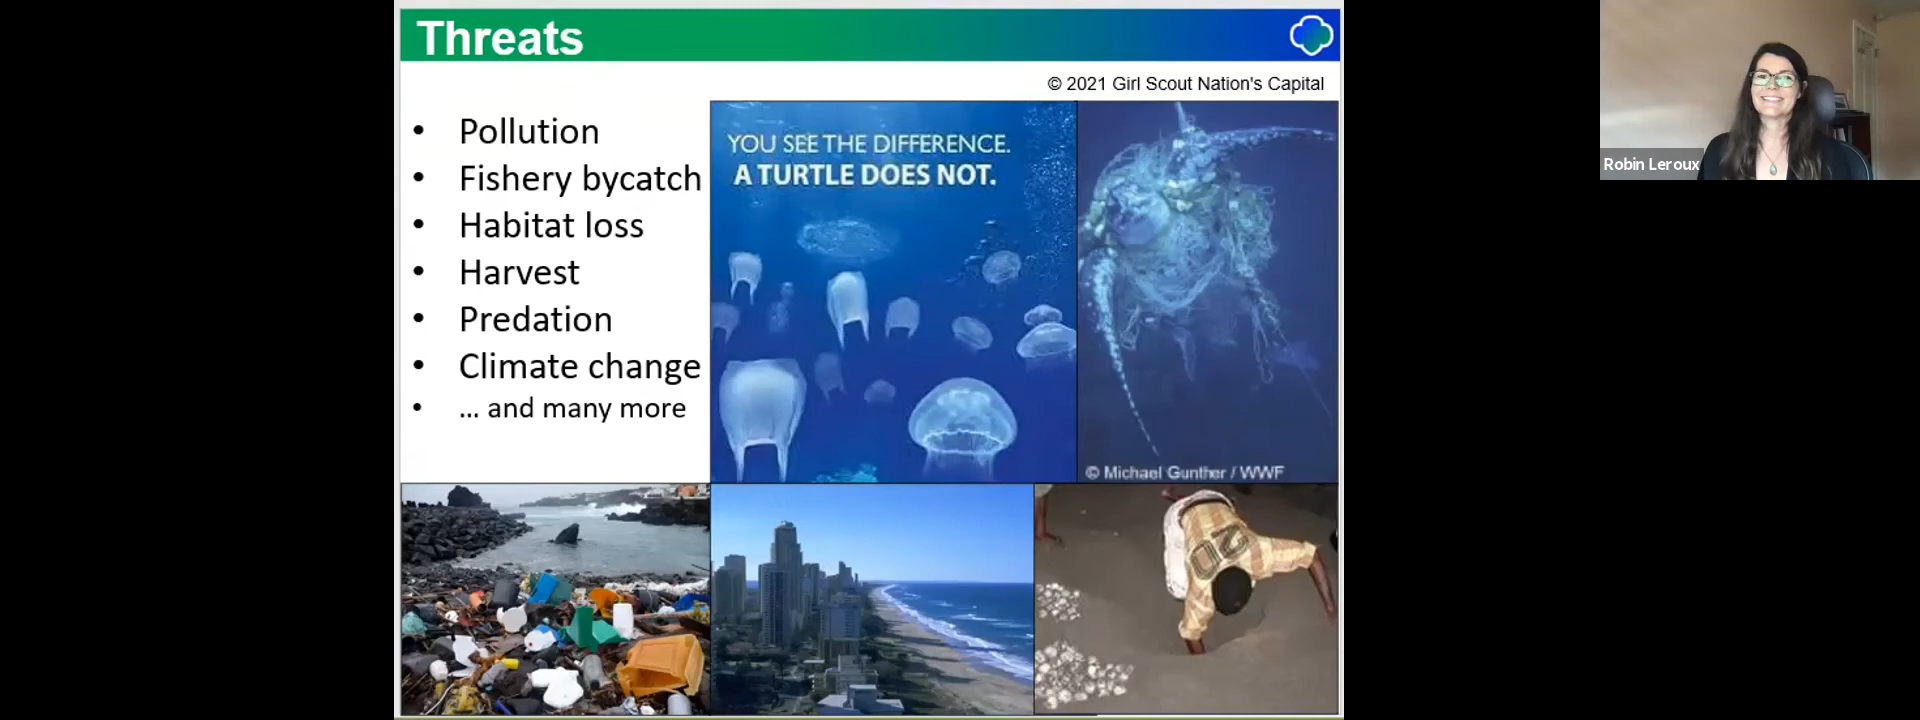 Threats
© 2021 Girl Scout Nation's Capital
• Pollution
• Fishery bycatch
• Habitat loss
• Harvest
• Predation
• Climate change
• ... and many more
YOU SEE THE DIFFERENCE.
A TURTLE DOES NOT.
© Michael Gunther / WWF
20
Robin Leroux